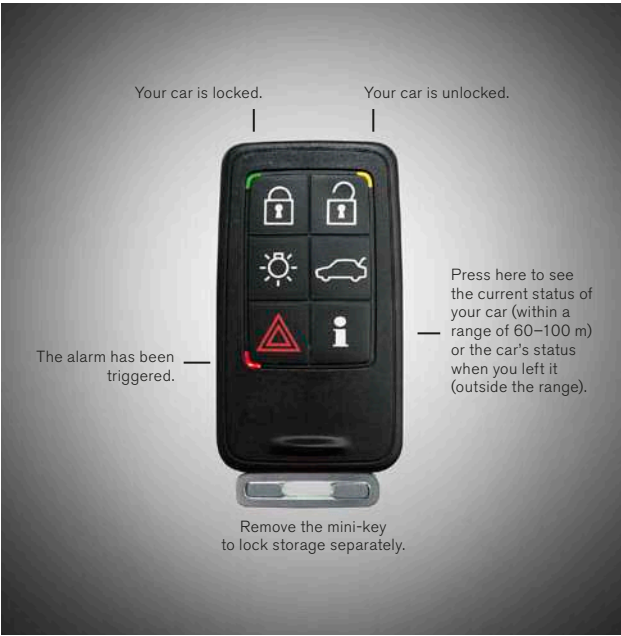 Your car is locked.
Your car is unlocked.
Press here to see
the current status of
your car (within a
range of 60–100 m)
or the car's status
when you left it
(outside the range).
The alarm has been
triggered.
Remove the mini-key
to lock storage separately.